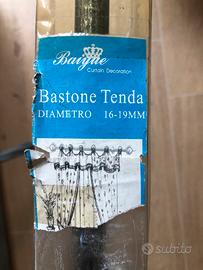 Baiyue
Curtain Decoration
Bastone Tenda
DIAMETRO 16-19MM
subito